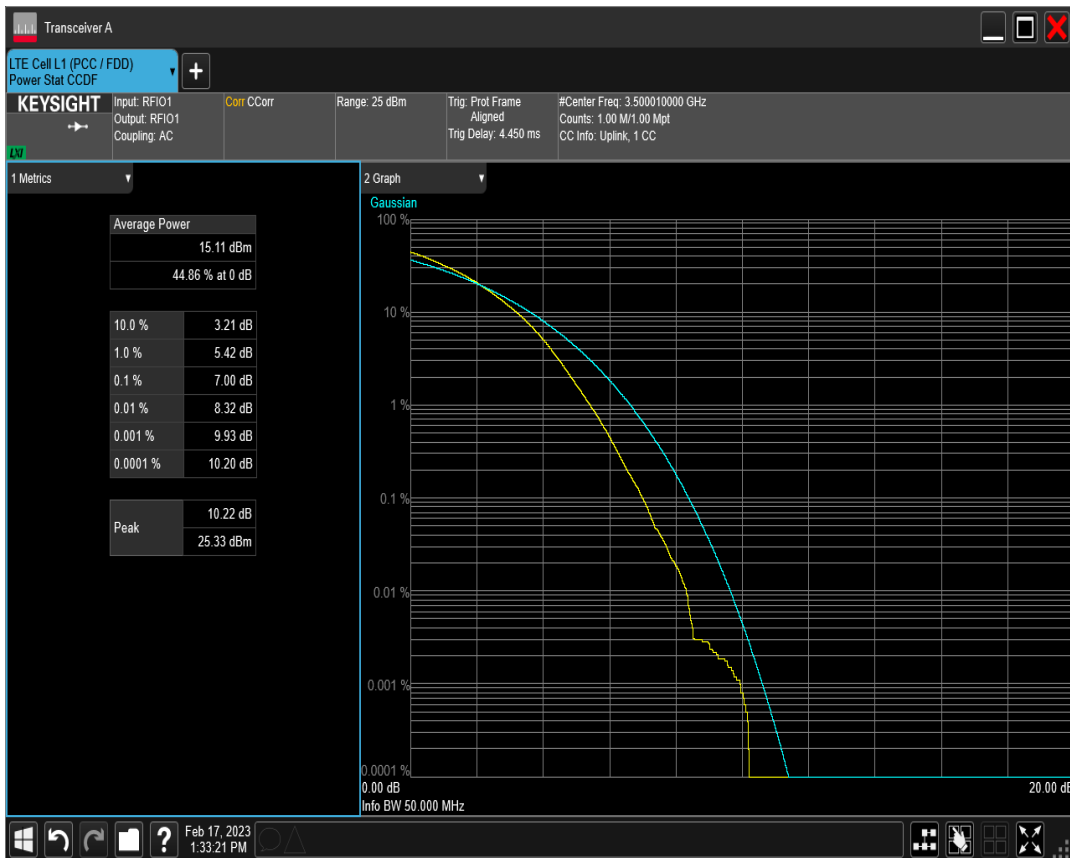 Transceiver A
LTE Cell L1 (PCC / FDD)
Power Stat CCDF
KEYSIGHT
LXI
Input: RFIO1
Output: RFIO1
Coupling: AC
Corr CCorr
Range: 25 dBm
Trig: Prot Frame
Aligned
Trig Delay: 4.450 ms
#Center Freq: 3.500010000 GHz
Counts: 1.00 M/1.00 Mpt
CC Info: Uplink, 1 CC
1 Metrics
Average Power
15.11 dBm
44.86 % at 0 dB
10.0 % 3.21 dB
1.0 % 5.42 dB
0.1 % 7.00 dB
0.01 % 8.32 dB
0.001 % 9.93 dB
0.0001 % 10.20 dB
Peak
10.22 dB
25.33 dBm
2 Graph
Gaussian
100 %
10 %
1 %
0.1 %
0.01 %
0.001 %
0.0001 %
0.00 dB 20.00 dB
Info BW 50.000 MHz
Feb 17, 2023
1:33:21 PM